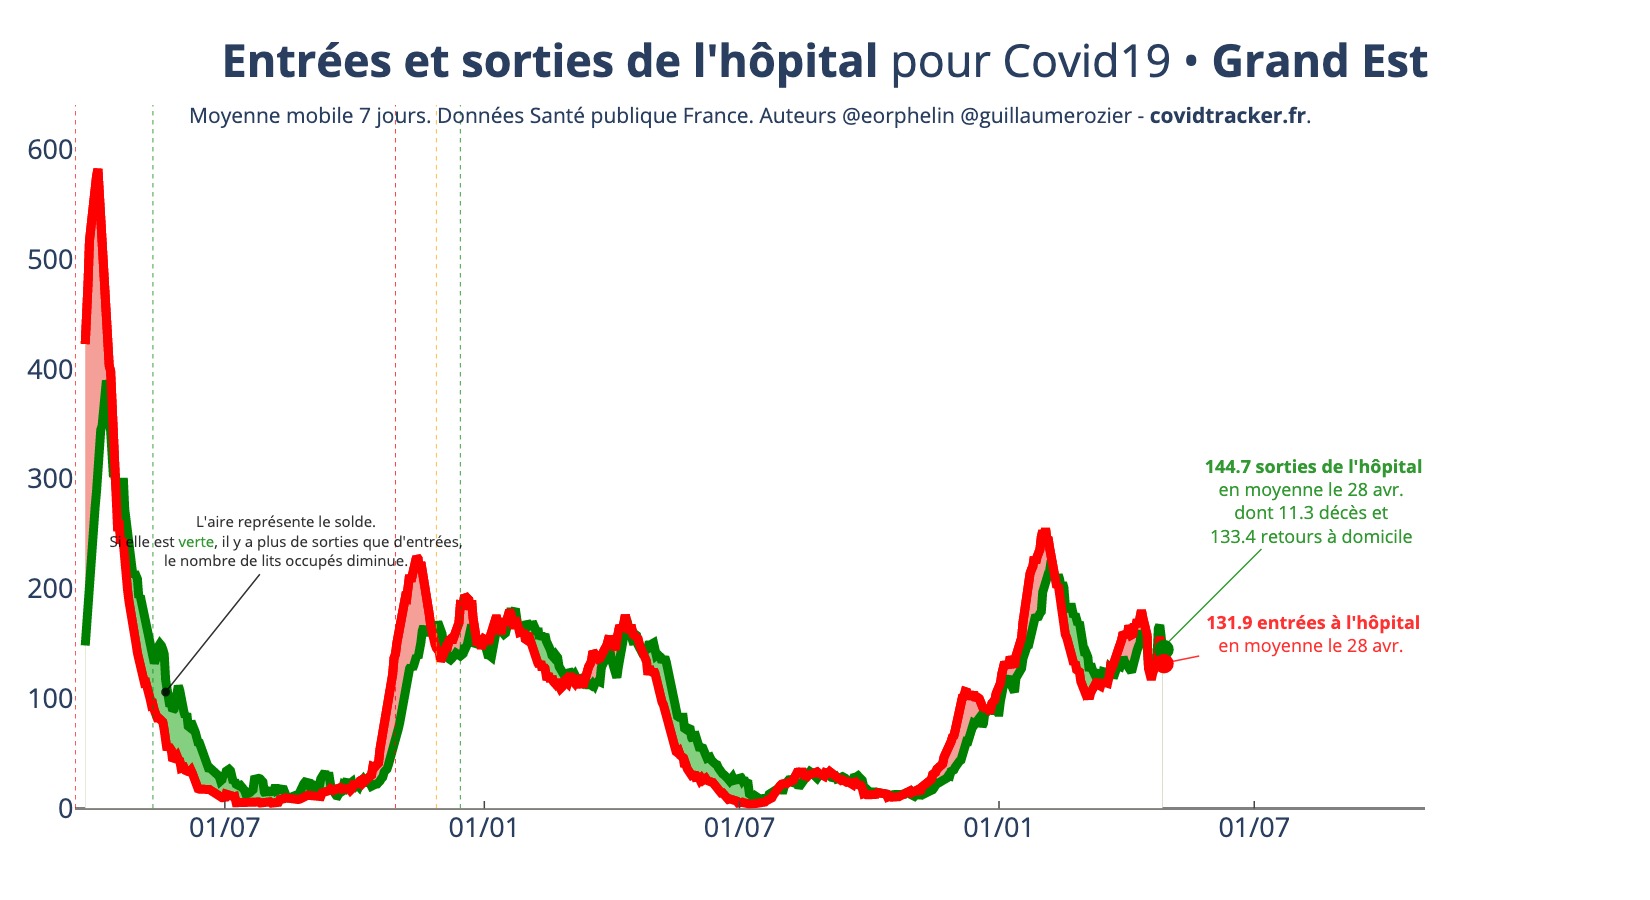 Entrées et sorties de l'hôpital pour Covid19 • Grand Est
Moyenne mobile 7 jours. Données Santé publique France. Auteurs @eorphelin @guillaumerozier - covidtracker.fr.
600
500
400
300
200
100
0
L'aire représente le solde.
Si elle est verte, il y a plus de sorties que d'entrées,
le nombre de lits occupés diminue.
144.7 sorties de l'hôpital
en moyenne le 28 avr.
dont 11.3 décès et
133.4 retours à domicile
131.9 entrées à l'hôpital
en moyenne le 28 avr.
01/07
01/01
01/07
01/01
01/07